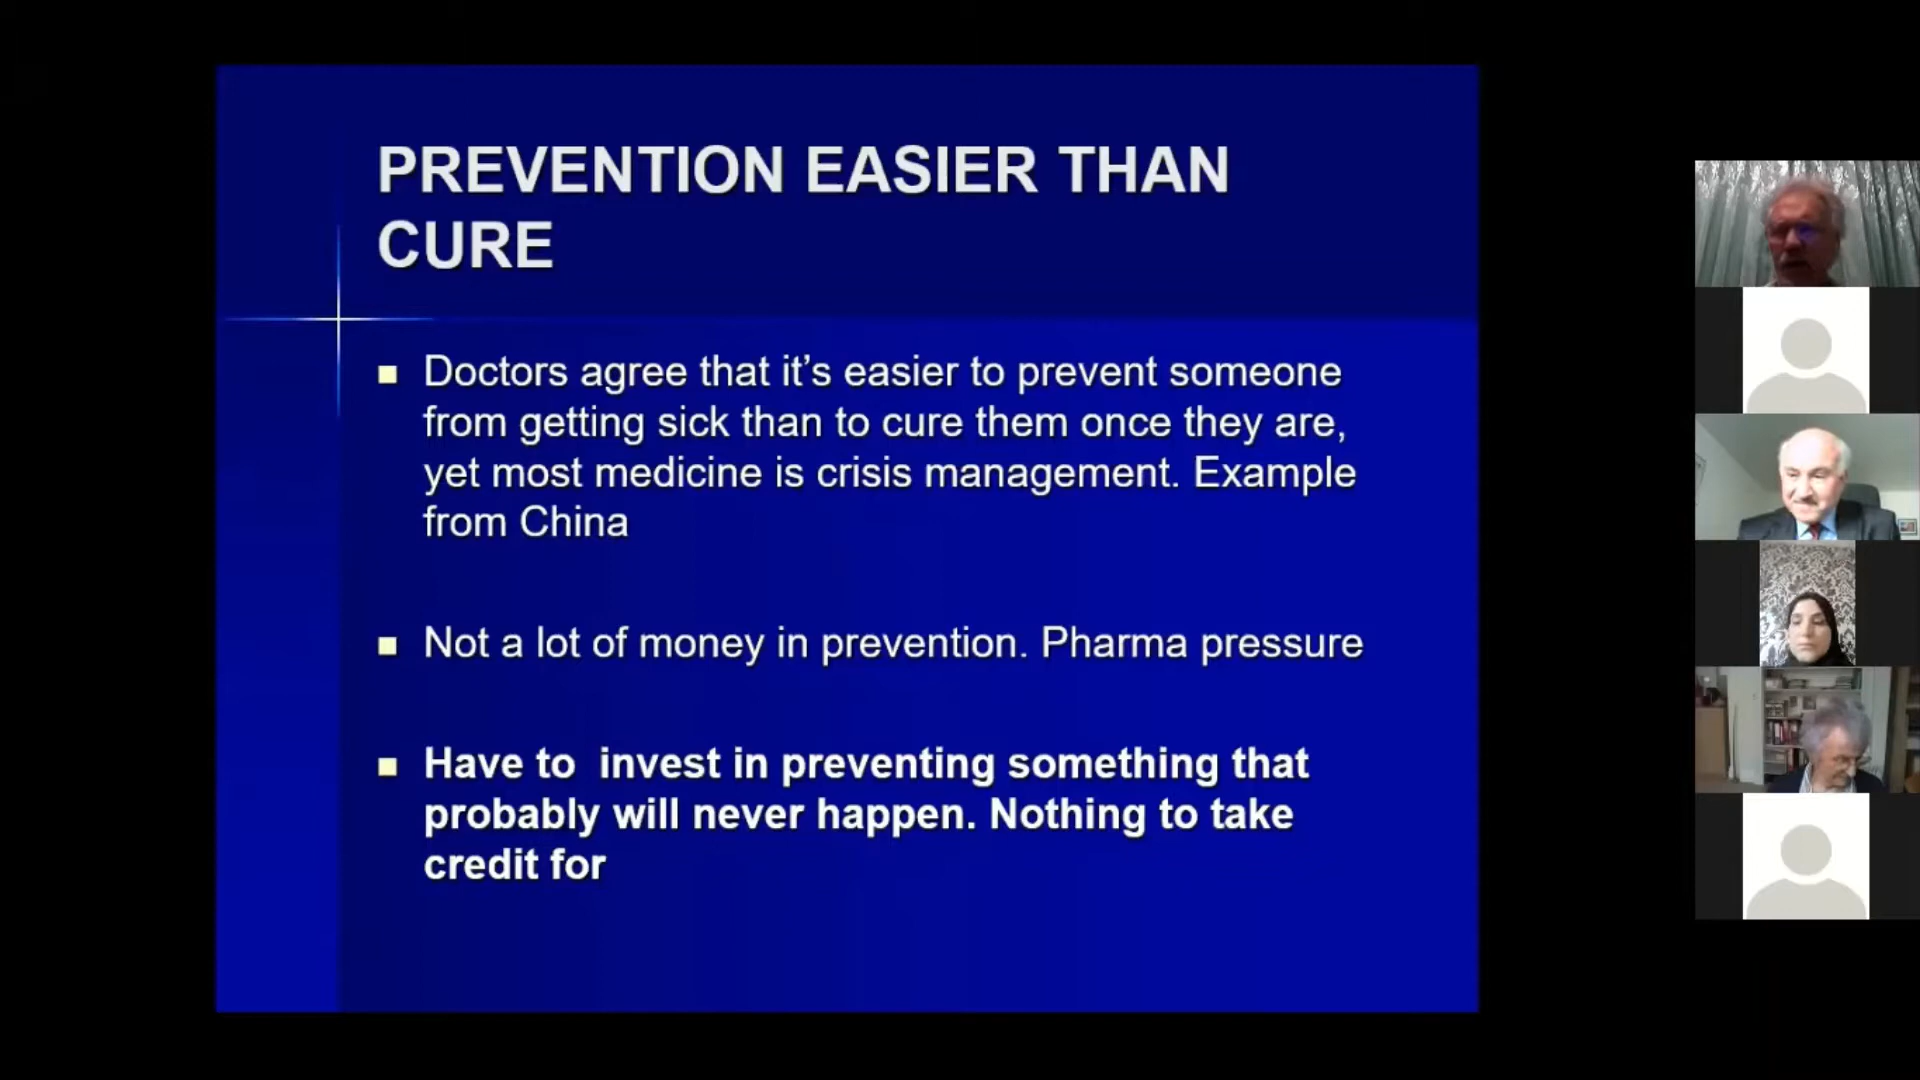 PREVENTION EASIER THAN
CURE
Doctors agree that it’s easier to prevent someone
from getting sick than to cure them once they are,
yet most medicine is crisis management. Example
from China
Not a lot of money in prevention. Pharma pressure
Have to  invest in preventing something that
probably will never happen. Nothing to take
credit for